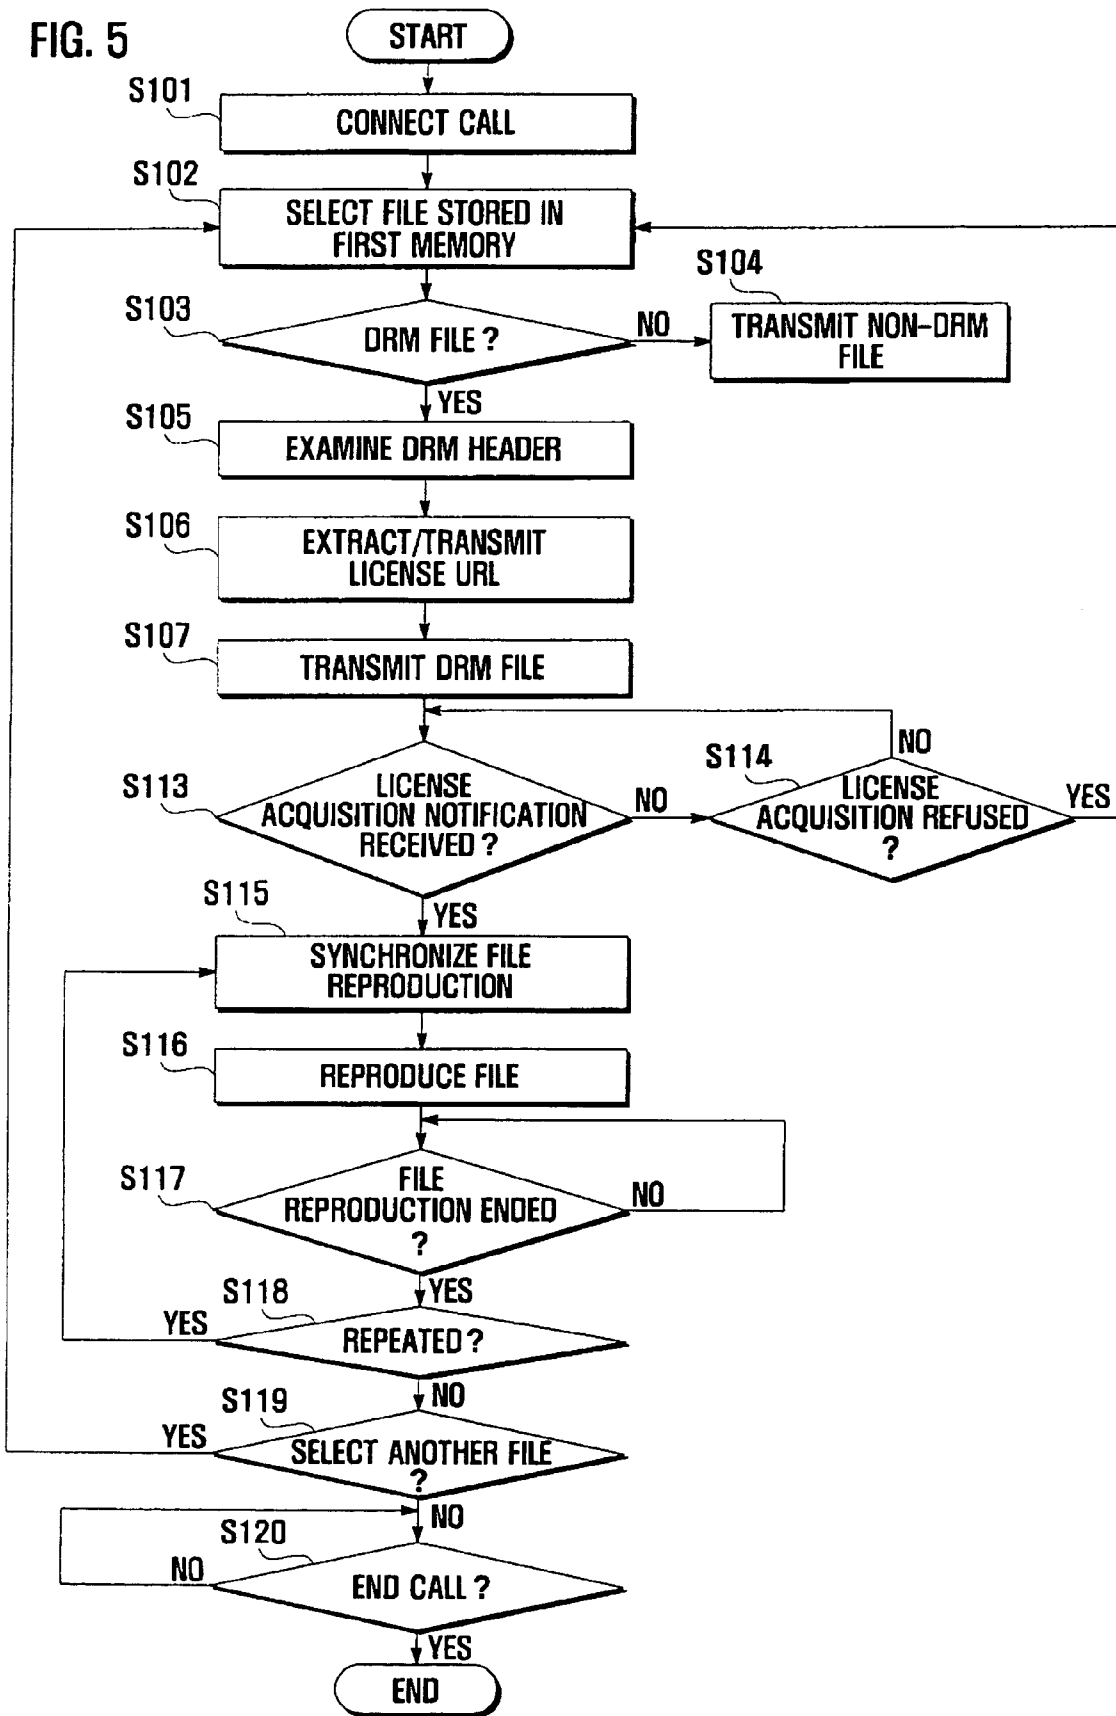 FIG. 5
START
S101
CONNECT CALL
S102
SELECT FILE STORED IN
FIRST MEMORY
S103
DRM FILE ?
NO
S104
TRANSMIT NON-DRM
FILE
YES
S105
EXAMINE DRM HEADER
S106
EXTRACT/TRANSMIT
LICENSE URL
S107
TRANSMIT DRM FILE
S113
LICENSE
ACQUISITION NOTIFICATION
RECEIVED ?
NO
S114
NO
LICENSE
ACQUISITION REFUSED
?
YES
YES
S115
SYNCHRONIZE FILE
REPRODUCTION
S116
REPRODUCE FILE
S117
FILE
REPRODUCTION ENDED
?
NO
YES
S118
YES
REPEATED ?
NO
S119
YES
SELECT ANOTHER FILE
?
NO
S120
NO
END CALL ?
YES
END